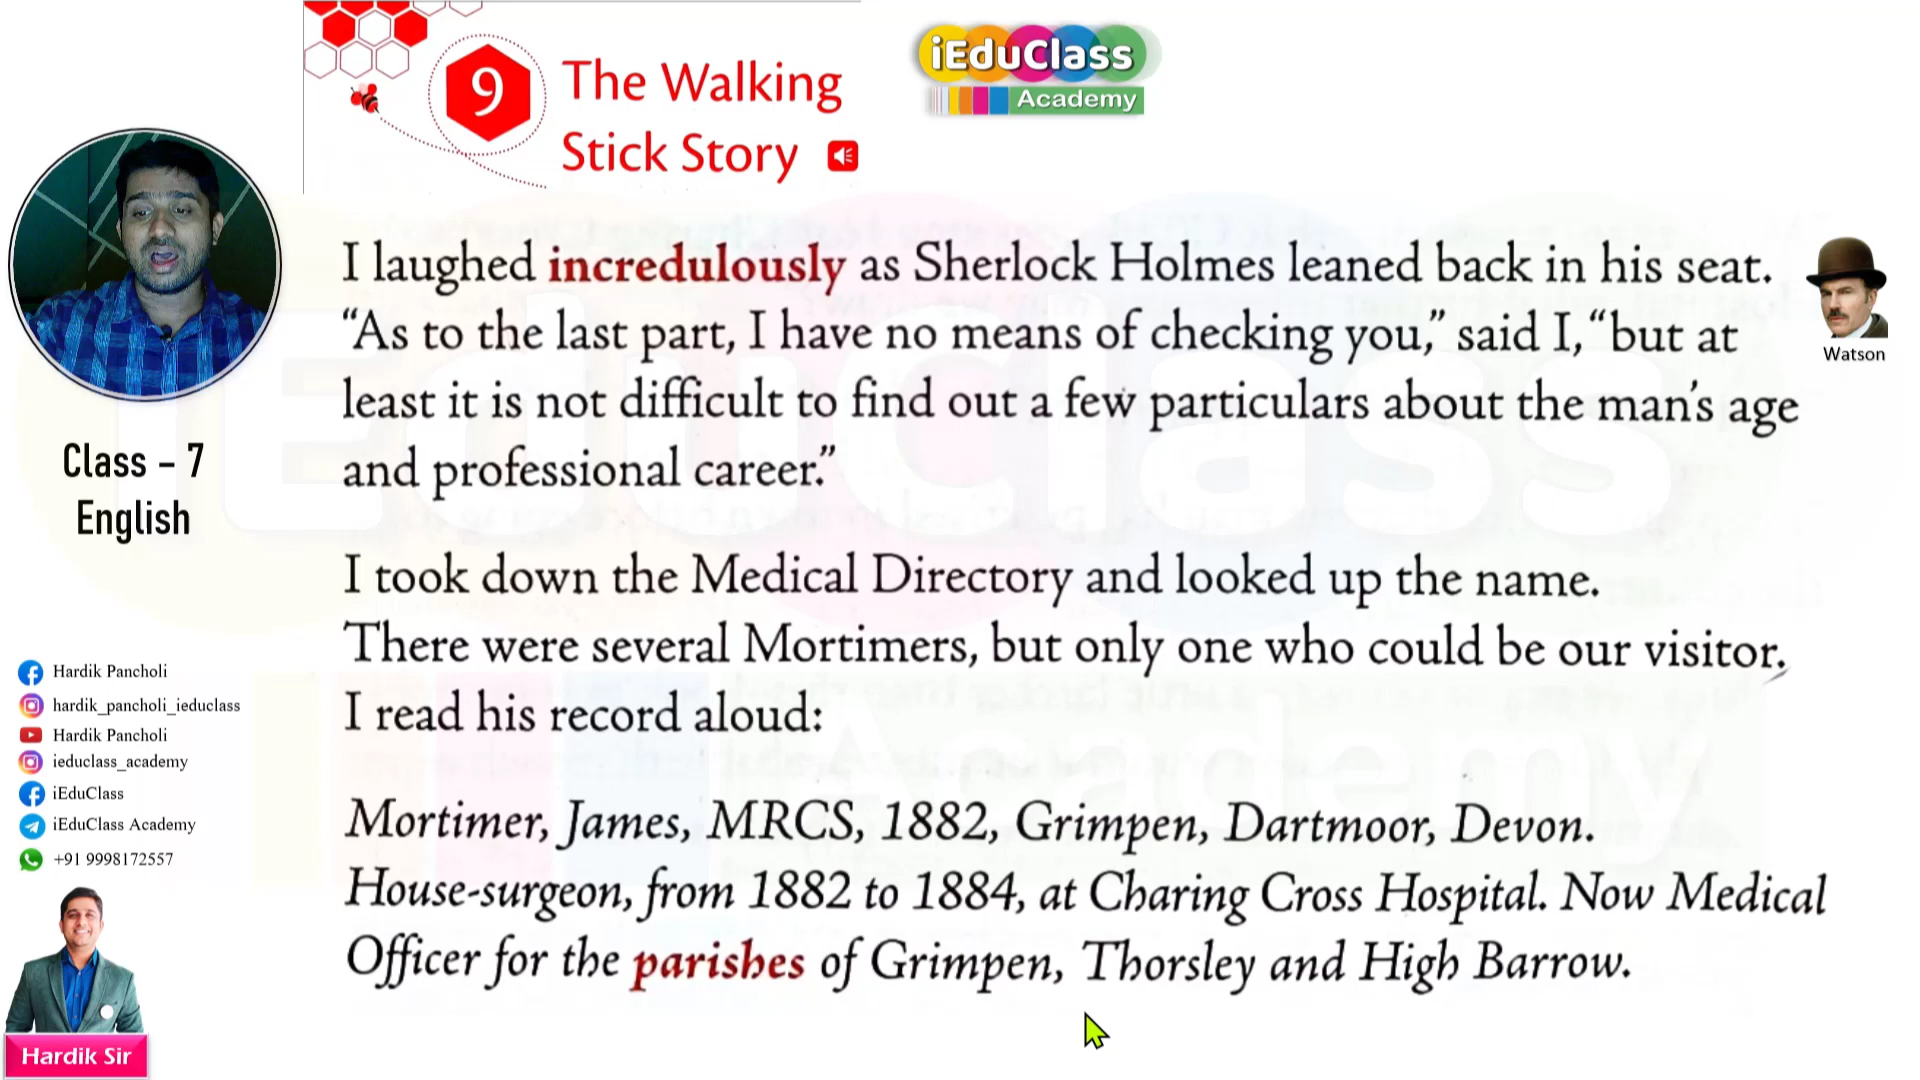 9
The Walking
Stick Story
iEduClass
Academy
I laughed incredulously as Sherlock Holmes leaned back in his seat.
“As to the last part, I have no means of checking you,” said I, “but at
least it is not difficult to find out a few particulars about the man’s age
and professional career.”
Watson
Class – 7
English
I took down the Medical Directory and looked up the name.
There were several Mortimers, but only one who could be our visitor.
I read his record aloud:
Mortimer, James, MRCS, 1882, Grimpen, Dartmoor, Devon.
House-surgeon, from 1882 to 1884, at Charing Cross Hospital. Now Medical
Officer for the parishes of Grimpen, Thorsley and High Barrow.
Hardik Pancholi
hardik_pancholi_ieduclass
Hardik Pancholi
ieduclass_academy
iEduClass
iEduClass Academy
+91 9998172557
Hardik Sir
iEduClass
Academy